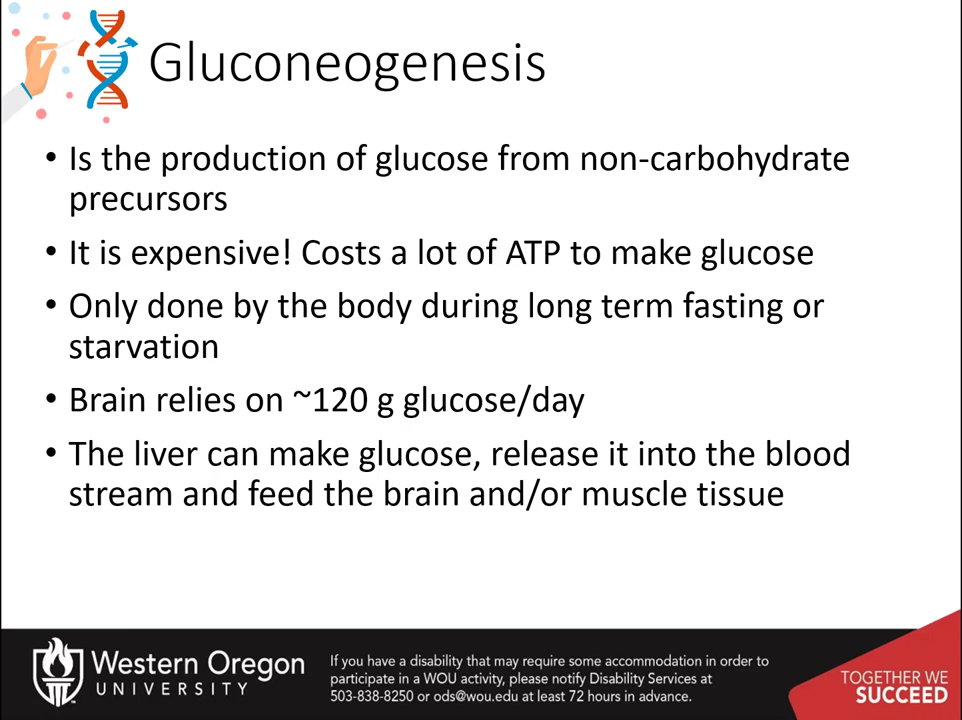 Gluconeogenesis
• Is the production of glucose from non-carbohydrate
precursors
• It is expensive! Costs a lot of ATP to make glucose
• Only done by the body during long term fasting or
starvation
• Brain relies on ~120 g glucose/day
• The liver can make glucose, release it into the blood
stream and feed the brain and/or muscle tissue
Western Oregon
UNIVERSITY
If you have a disability that may require some accommodation in order to
participate in a WOU activity, please notify Disability Services at
503-838-8250 or ods@wou.edu at least 72 hours in advance.
TOGETHER WE
SUCCEED